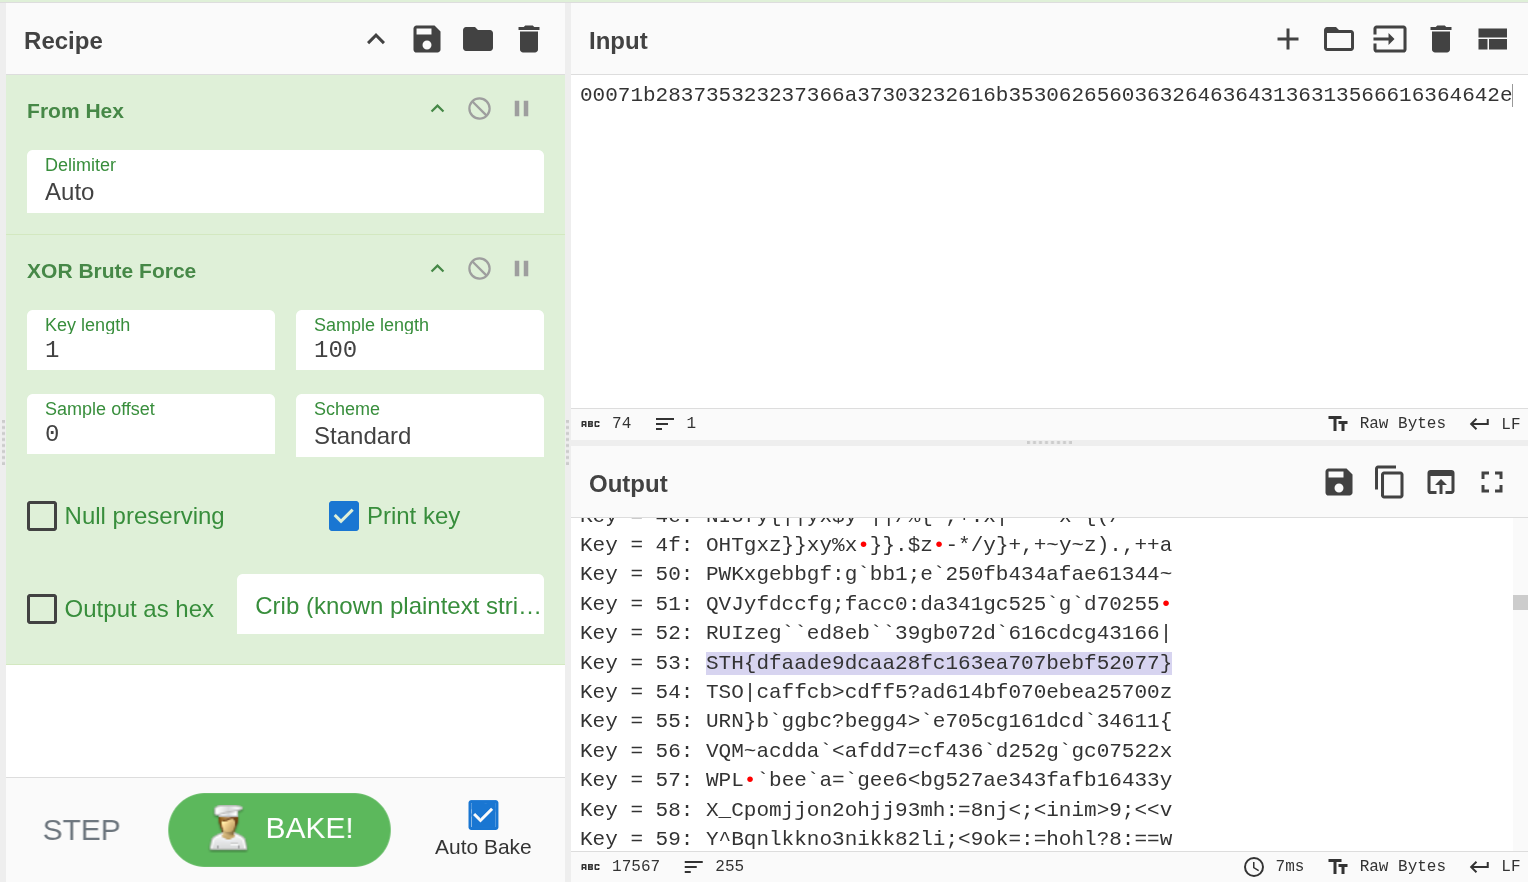 Recipe
From Hex
Delimiter
Auto
XOR Brute Force
Key length
1
Sample length
100
Sample offset
0
Scheme
Standard
Null preserving
Print key
Output as hex
Crib (known plaintext stri…
STEP
BAKE!
Auto Bake
Input
00071b283735323237366a37303232616b353062656036326463643136313566616364642e
ABC 74 1
Raw Bytes LF
Output
Key = 4f: OHTgxz}}xy%x•}}.$z•-*/y}+,+~y~z).,++a
Key = 50: PWKxgebbgf:g`bb1;e`250fb434afae61344~
Key = 51: QVJyfdccfg;facc0:da341gc525`g`d70255•
Key = 52: RUIzeg``ed8eb``39gb072d`616cdcg43166|
Key = 53: STH{dfaade9dcaa28fc163ea707bebf52077}
Key = 54: TSO|caffcb>cdff5?ad614bf070ebea25700z
Key = 55: URN}b`ggbc?begg4>`e705cg161dcd`34611{
Key = 56: VQM~acdda`<afdd7=cf436`d252g`gc07522x
Key = 57: WPL•`bee`a=`gee6<bg527ae343fafb16433y
Key = 58: X_Cpomjjon2ohjj93mh:=8nj<;<inim>9;<<v
Key = 59: Y^Bqnlkkno3nikk82li;<9ok=:=hohl?8:==w
ABC 17567 255
7ms Raw Bytes LF